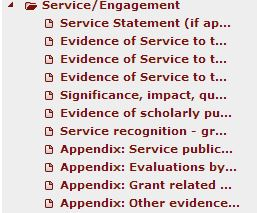 Service/Engagement
Service Statement (if ap...
Evidence of Service to t...
Evidence of Service to t...
Evidence of Service to t...
Significance, impact, qu...
Evidence of scholarly pu...
Service recognition - gr...
Appendix: Service public...
Appendix: Evaluations by...
Appendix: Grant related ...
Appendix: Other evidence...